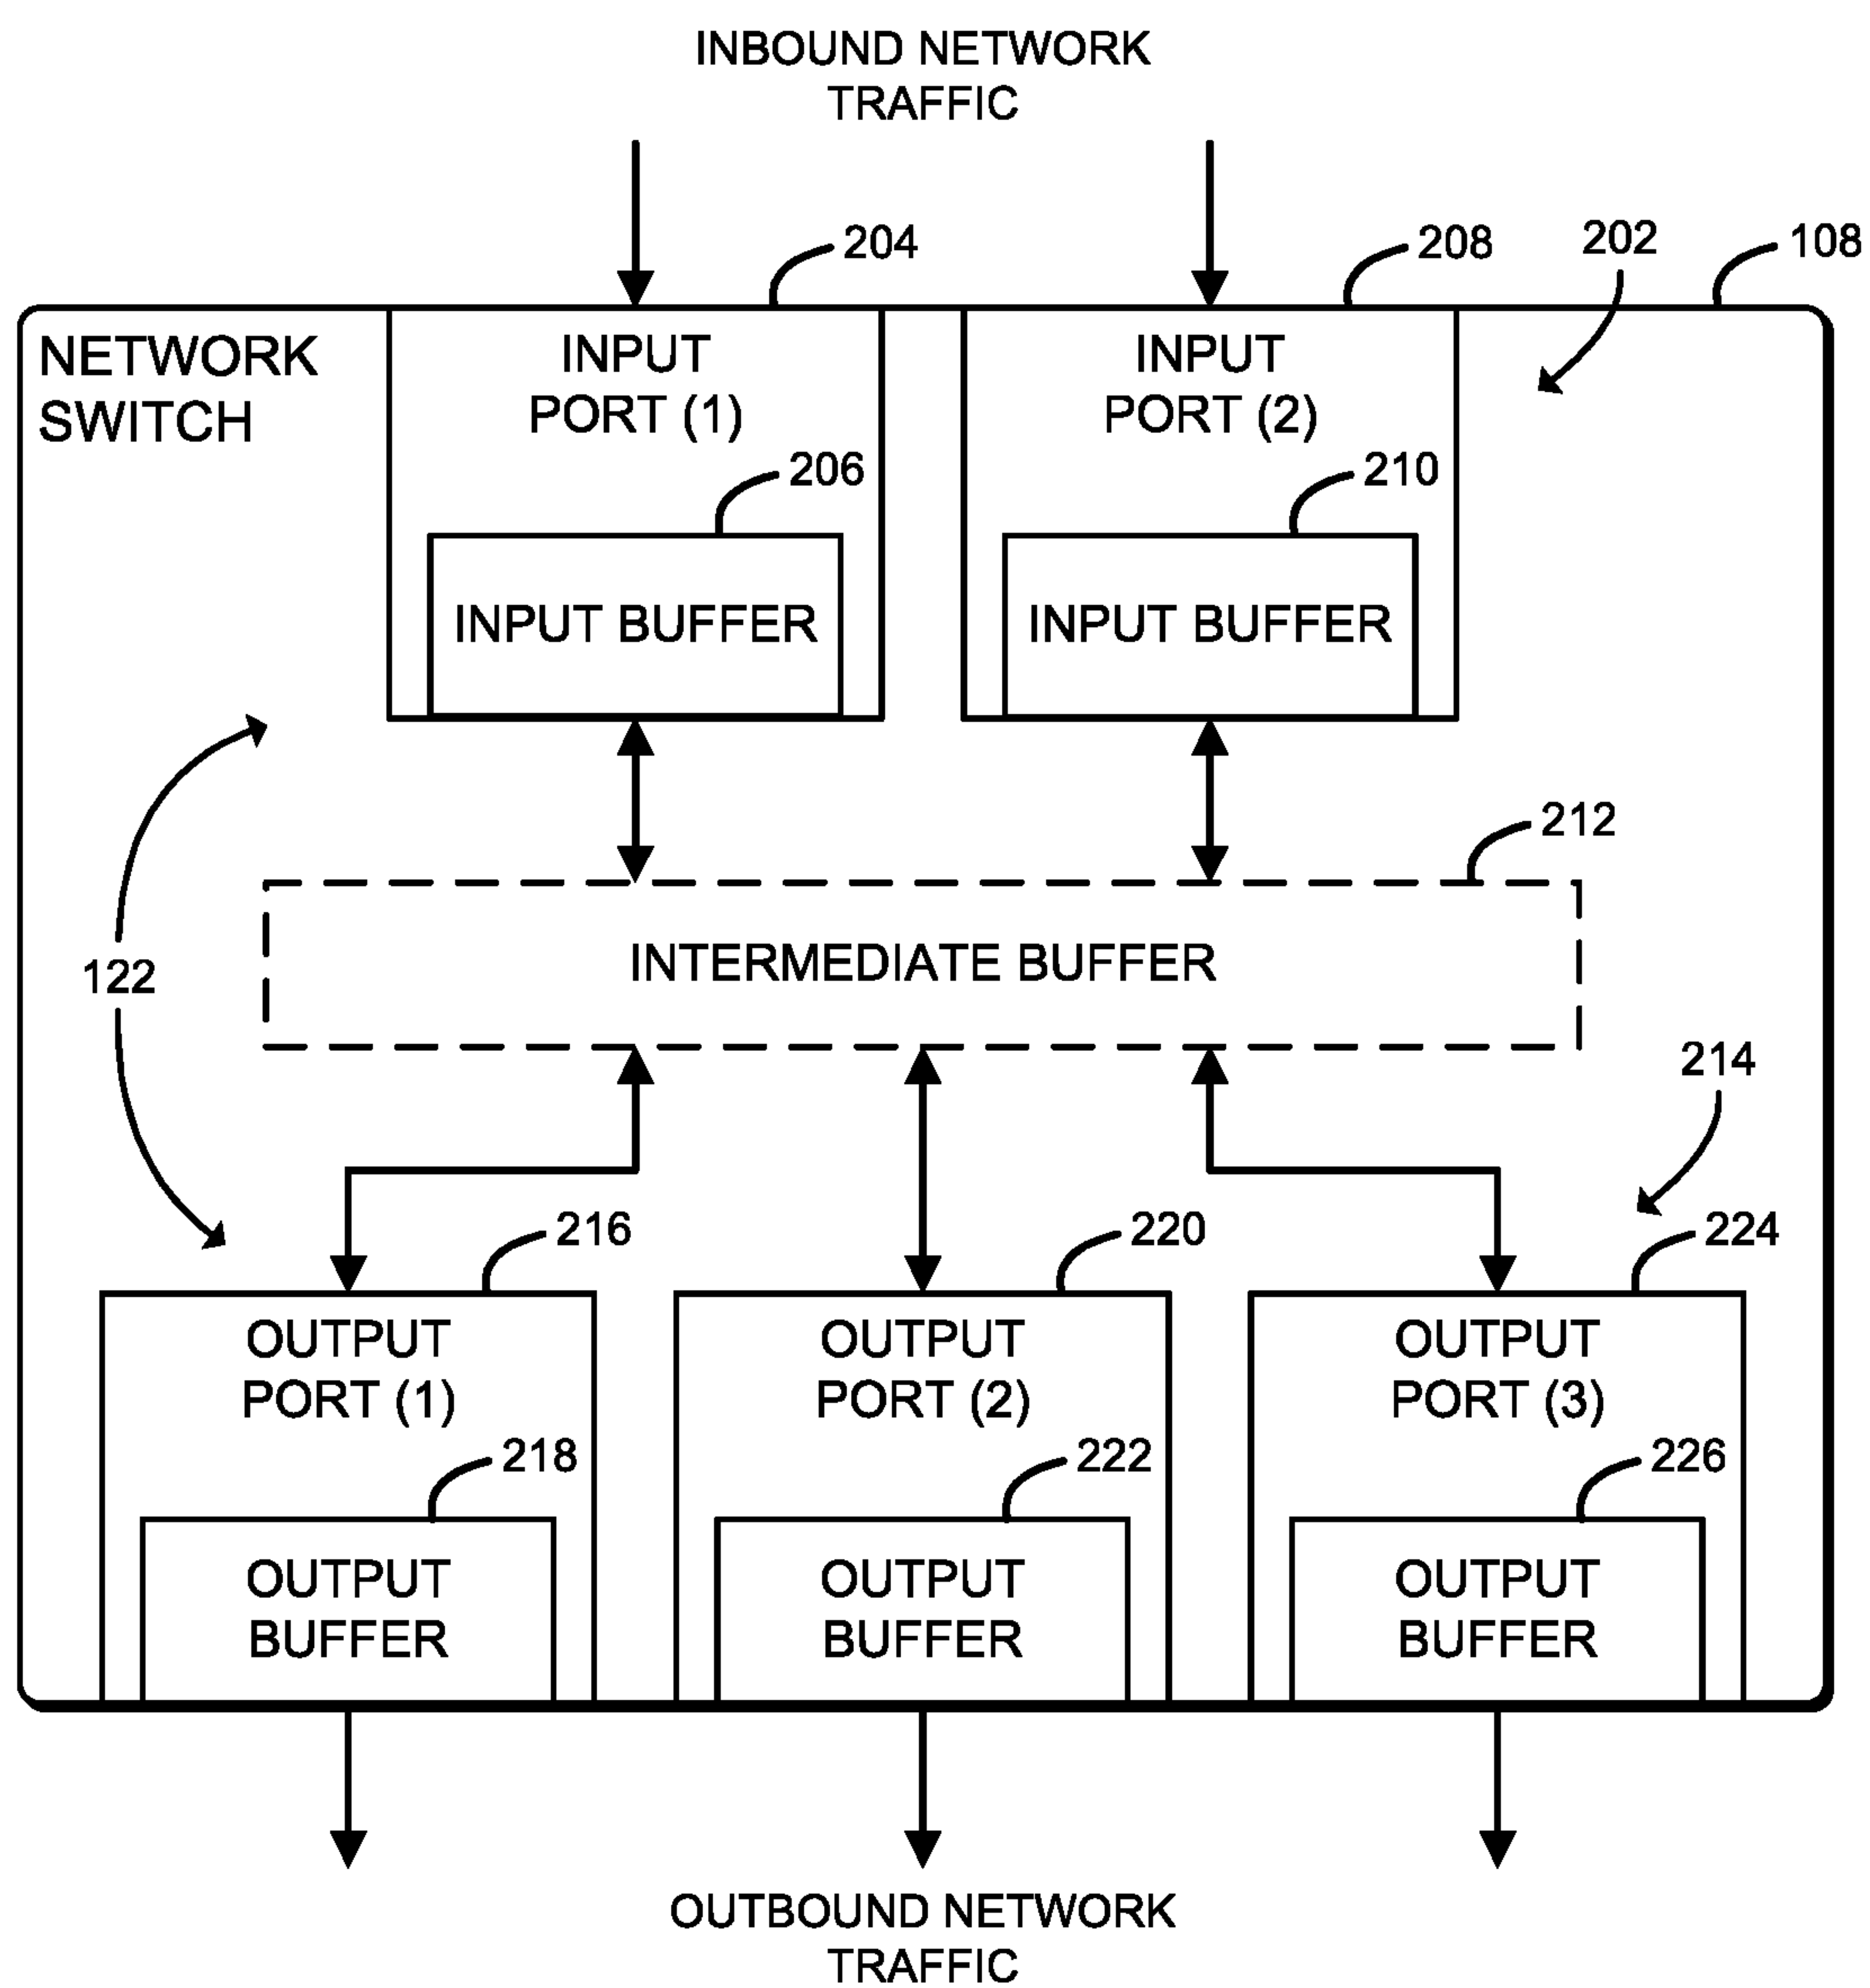 INBOUND NETWORK
TRAFFIC
204
208
202
108
NETWORK
SWITCH
INPUT
PORT (1)
INPUT
PORT (2)
206
210
INPUT BUFFER
INPUT BUFFER
212
INTERMEDIATE BUFFER
122
214
216
220
224
OUTPUT
PORT (1)
OUTPUT
PORT (2)
OUTPUT
PORT (3)
218
222
226
OUTPUT
BUFFER
OUTPUT
BUFFER
OUTPUT
BUFFER
OUTBOUND NETWORK
TRAFFIC